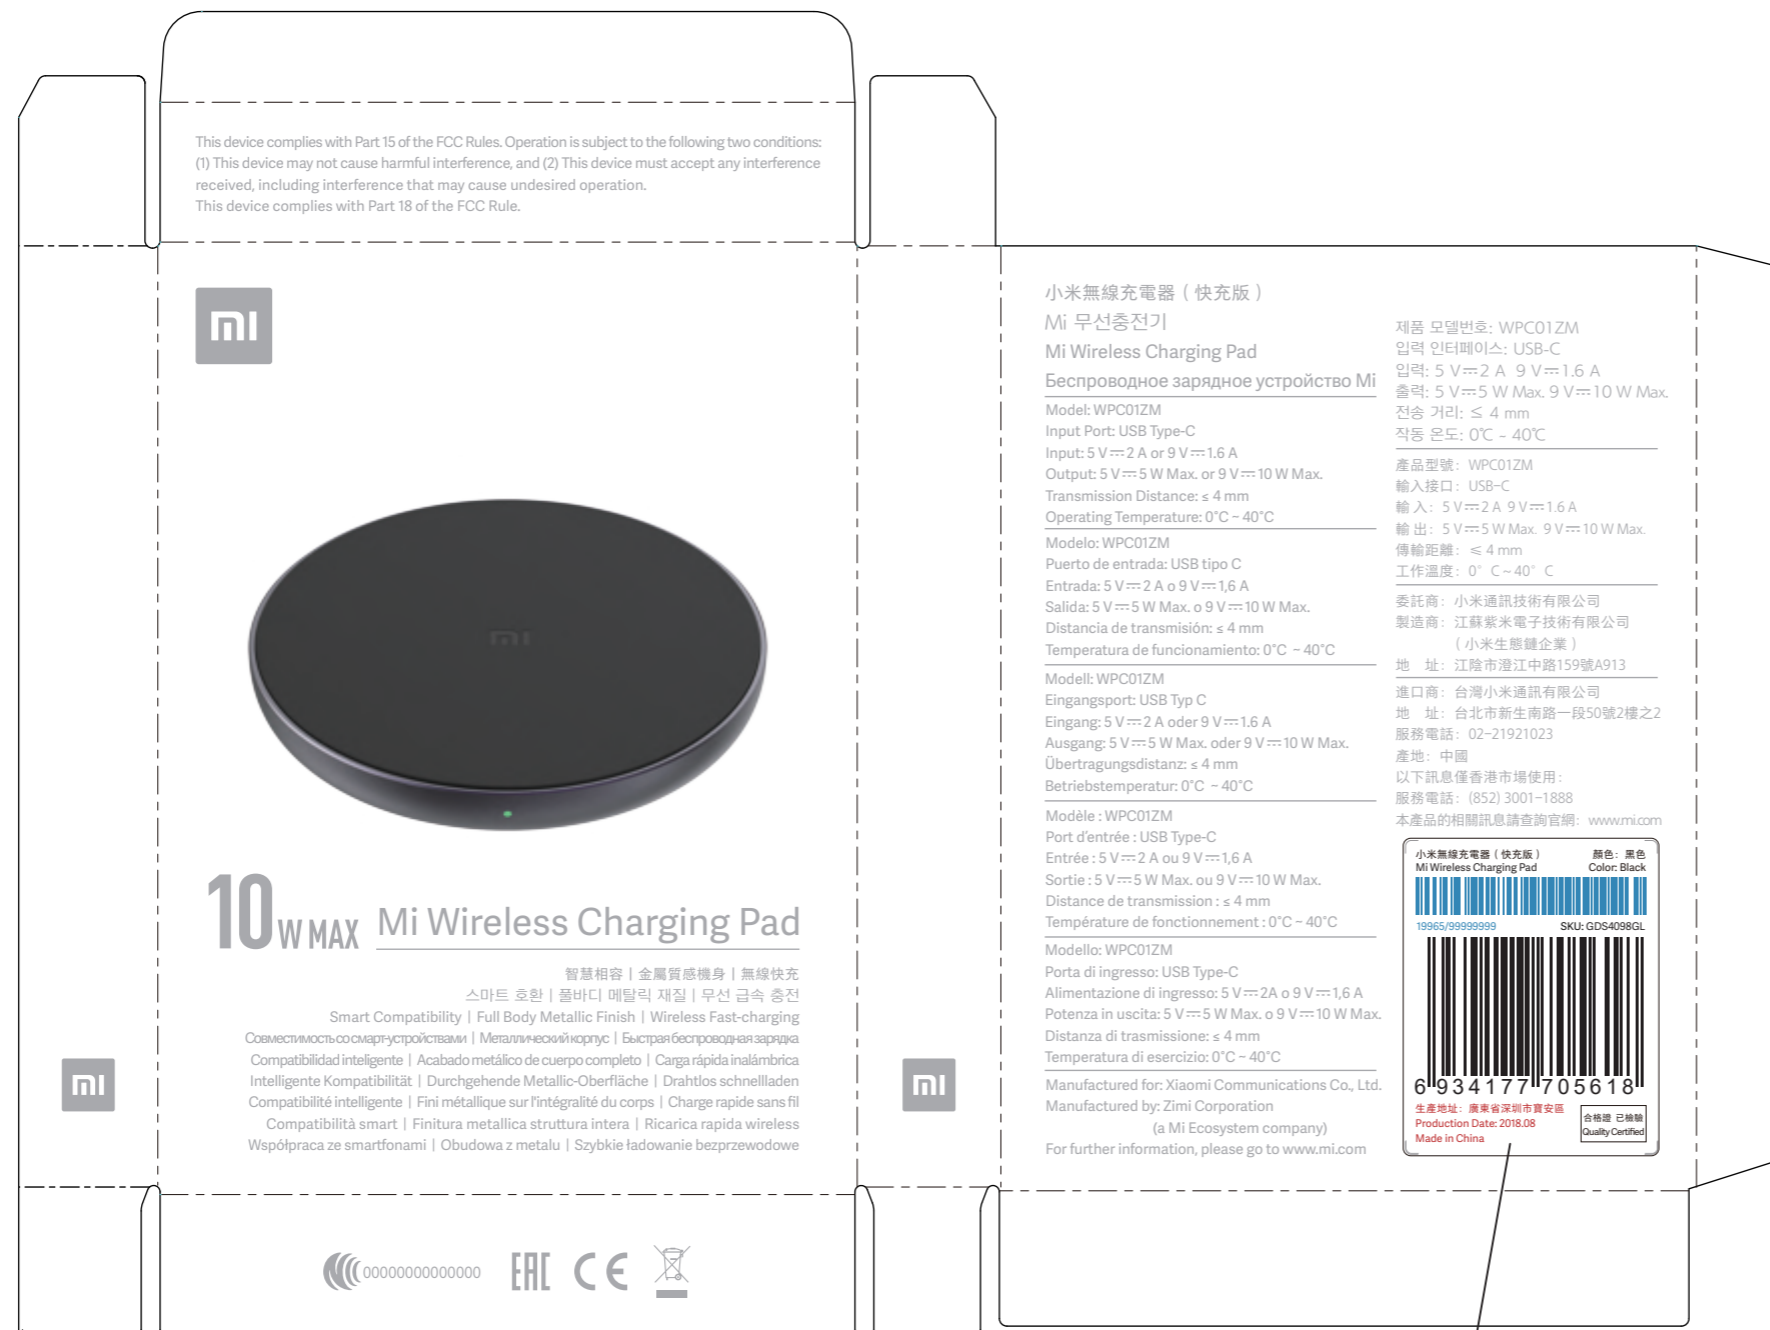 This device complies with Part 15 of the FCC Rules. Operation is subject to the following two conditions:
(1) This device may not cause harmful interference, and (2) This device must accept any interference
received, including interference that may cause undesired operation.
This device complies with Part 18 of the FCC Rule.
mi
mi
10 W MAX Mi Wireless Charging Pad
智慧相容 | 金屬質感機身 | 無線快充
스마트 호환 | 풀바디 메탈릭 재질 | 무선 급속 충전
Smart Compatibility | Full Body Metallic Finish | Wireless Fast-charging
Совместимость со смарт-устройствами | Металлический корпус | Быстрая беспроводная зарядка
Compatibilidad inteligente | Acabado metálico de cuerpo completo | Carga rápida inalámbrica
Intelligente Kompatibilität | Durchgehende Metallic-Oberfläche | Drahtlos schnellladen
Compatibilité intelligente | Fini métallique sur l'intégralité du corps | Charge rapide sans fil
Compatibilità smart | Finitura metallica struttura intera | Ricarica rapida wireless
Współpraca ze smartfonami | Obudowa z metalu | Szybkie ładowanie bezprzewodowe
mi
mi
00000000000000
EAC CE
小米無線充電器（快充版）
Mi 무선충전기
Mi Wireless Charging Pad
Беспроводное зарядное устройство Mi
Model: WPC01ZM
Input Port: USB Type-C
Input: 5 V⎓2 A or 9 V⎓1.6 A
Output: 5 V⎓5 W Max. or 9 V⎓10 W Max.
Transmission Distance: ≤ 4 mm
Operating Temperature: 0°C ~ 40°C
Modelo: WPC01ZM
Puerto de entrada: USB tipo C
Entrada: 5 V⎓2 A o 9 V⎓1,6 A
Salida: 5 V⎓5 W Max. o 9 V⎓10 W Max.
Distancia de transmisión: ≤ 4 mm
Temperatura de funcionamiento: 0°C ~ 40°C
Modell: WPC01ZM
Eingangsport: USB Typ C
Eingang: 5 V⎓2 A oder 9 V⎓1.6 A
Ausgang: 5 V⎓5 W Max. oder 9 V⎓10 W Max.
Übertragungsdistanz: ≤ 4 mm
Betriebstemperatur: 0°C ~ 40°C
Modèle : WPC01ZM
Port d'entrée : USB Type-C
Entrée : 5 V⎓2 A ou 9 V⎓1,6 A
Sortie : 5 V⎓5 W Max. ou 9 V⎓10 W Max.
Distance de transmission : ≤ 4 mm
Température de fonctionnement : 0°C ~ 40°C
Modello: WPC01ZM
Porta di ingresso: USB Type-C
Alimentazione di ingresso: 5 V⎓2A o 9 V⎓1,6 A
Potenza in uscita: 5 V⎓5 W Max. o 9 V⎓10 W Max.
Distanza di trasmissione: ≤ 4 mm
Temperatura di esercizio: 0°C ~ 40°C
Manufactured for: Xiaomi Communications Co., Ltd.
Manufactured by: Zimi Corporation
(a Mi Ecosystem company)
For further information, please go to www.mi.com
제품 모델번호: WPC01ZM
입력 인터페이스: USB-C
입력: 5 V⎓2 A 9 V⎓1.6 A
출력: 5 V⎓5 W Max. 9 V⎓10 W Max.
전송 거리: ≤ 4 mm
작동 온도: 0℃ - 40℃
產品型號：WPC01ZM
輸入接口：USB-C
輸 入：5 V⎓2 A 9 V⎓1.6 A
輸 出：5 V⎓5 W Max. 9 V⎓10 W Max.
傳輸距離：≤ 4 mm
工作溫度：0° C ~ 40° C
委託商：小米通訊技術有限公司
製造商：江蘇紫米電子技術有限公司
（小米生態鏈企業）
地 址：江陰市澄江中路159號A913
進口商：台灣小米通訊有限公司
地 址：台北市新生南路一段50號2樓之2
服務電話：02-21921023
產地：中國
以下訊息僅香港市場使用：
服務電話：(852) 3001-1888
本產品的相關訊息請查詢官網：www.mi.com
小米無線充電器（快充版） 顏色：黑色
Mi Wireless Charging Pad Color: Black
19965/99999999 SKU: GDS4098GL
6 934177 705618
生產地址：廣東省深圳市寶安區
Production Date: 2018.08
Made in China
合格證 已檢驗
Quality Certified